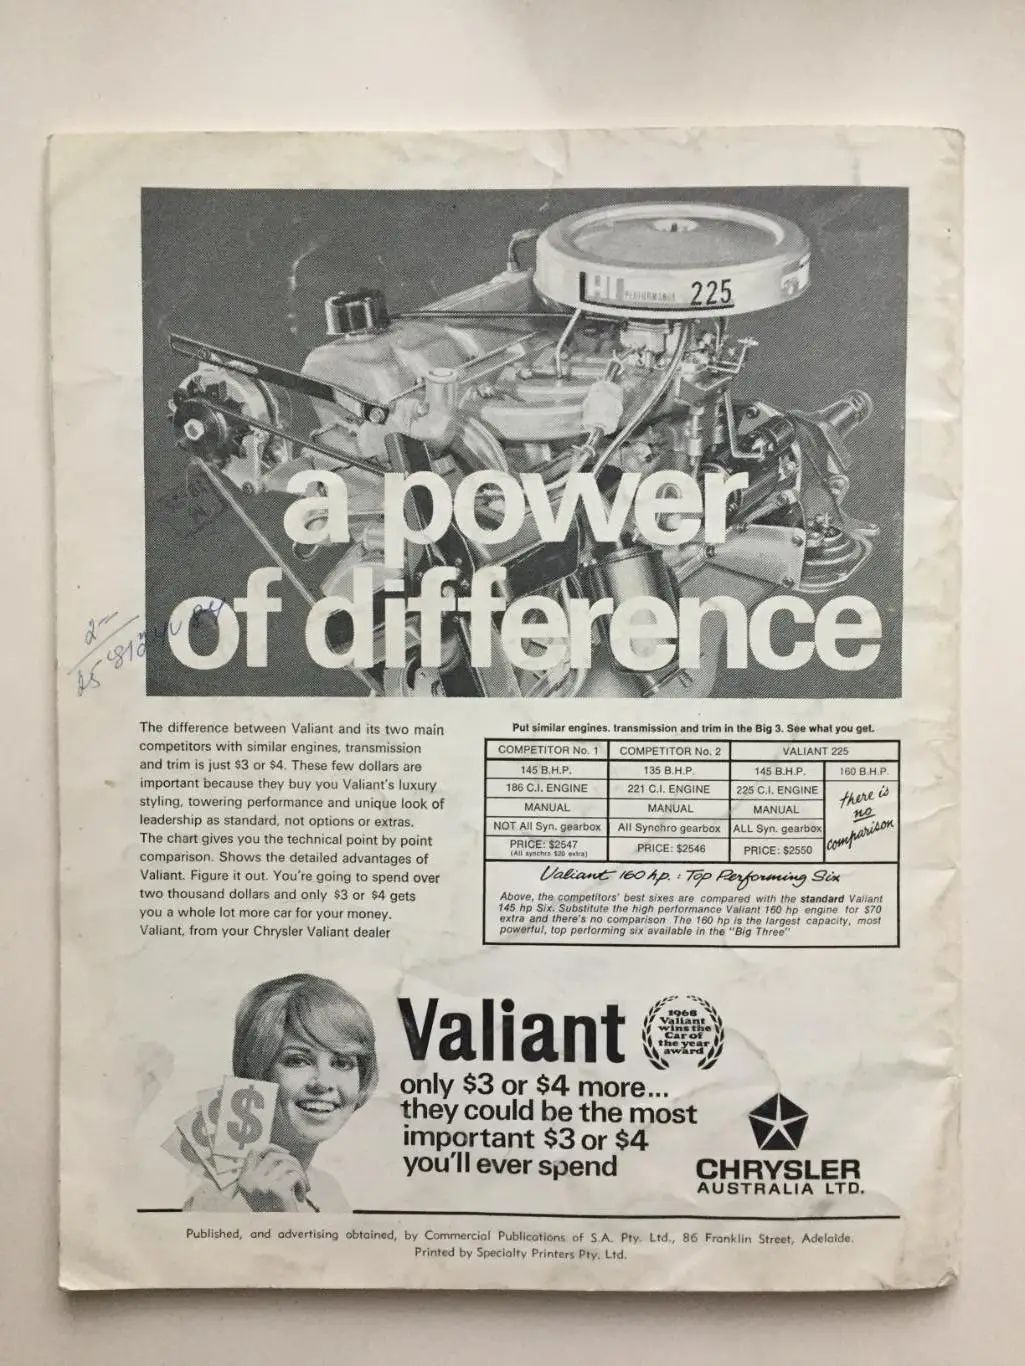 HI
PERFORMANCE 225
a power
of difference
The difference between Valiant and its two main
competitors with similar engines, transmission
and trim is just $3 or $4. These few dollars are
important because they buy you Valiant's luxury
styling, towering performance and unique look of
leadership as standard, not options or extras.
The chart gives you the technical point by point
comparison. Shows the detailed advantages of
Valiant. Figure it out. You're going to spend over
two thousand dollars and only $3 or $4 gets
you a whole lot more car for your money.
Valiant, from your Chrysler Valiant dealer
Put similar engines. transmission and trim in the Big 3. See what you get.
COMPETITOR No. 1 COMPETITOR No. 2 VALIANT 225
145 B.H.P. 135 B.H.P. 145 B.H.P. 160 B.H.P.
186 C.I. ENGINE 221 C.I. ENGINE 225 C.I. ENGINE
MANUAL MANUAL MANUAL
NOT All Syn. gearbox All Synchro gearbox ALL Syn. gearbox
PRICE: $2547 PRICE: $2546 PRICE: $2550
(All synchro $26 extra)
there is
no
comparison
Valiant 160 hp.: Top Performing Six
Above, the competitors' best sixes are compared with the standard Valiant
145 hp Six. Substitute the high performance Valiant 160 hp engine for $70
extra and there's no comparison The 160 hp is the largest capacity, most
powerful, top performing six available in the "Big Three"
$
Valiant
1968
Valiant
wins the
Car of
the year
award
only $3 or $4 more...
they could be the most
important $3 or $4
you'll ever spend
CHRYSLER
AUSTRALIA LTD.
Published, and advertising obtained, by Commercial Publications of S.A. Pty. Ltd., 86 Franklin Street, Adelaide.
Printed by Specialty Printers Pty. Ltd.